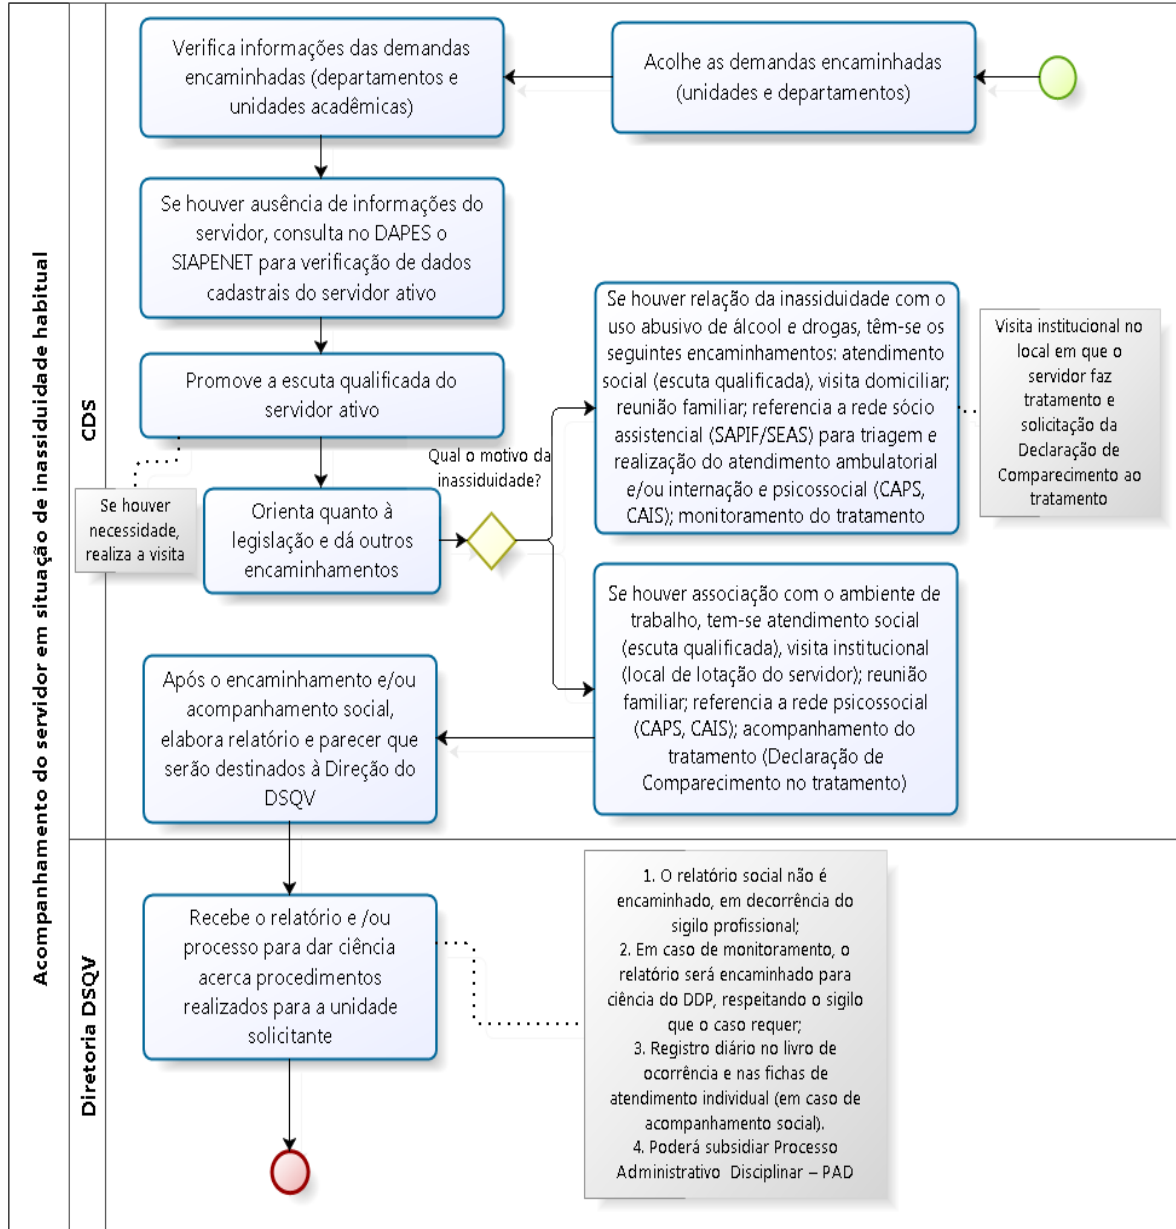 Acompanhamento do servidor em situação de inassiduidade habitual
CDS
Acolhe as demandas encaminhadas
(unidades e departamentos)
Verifica informações das demandas
encaminhadas (departamentos e
unidades acadêmicas)
Se houver ausência de informações do
servidor, consulta no DAPES o
SIAPENET para verificação de dados
cadastrais do servidor ativo
Promove a escuta qualificada do
servidor ativo
Se houver
necessidade,
realiza a visita
Orienta quanto à
legislação e dá outros
encaminhamentos
Qual o motivo da
inassiduidade?
Se houver relação da inassiduidade com o
uso abusivo de álcool e drogas, têm-se os
seguintes encaminhamentos: atendimento
social (escuta qualificada), visita domiciliar;
reunião familiar; referencia a rede sócio
assistencial (SAPIF/SEAS) para triagem e
realização do atendimento ambulatorial
e/ou internação e psicossocial (CAPS,
CAIS); monitoramento do tratamento
Visita institucional no
local em que o
servidor faz
tratamento e
solicitação da
Declaração de
Comparecimento ao
tratamento
Se houver associação com o ambiente de
trabalho, tem-se atendimento social
(escuta qualificada), visita institucional
(local de lotação do servidor); reunião
familiar; referencia a rede psicossocial
(CAPS, CAIS); acompanhamento do
tratamento (Declaração de
Comparecimento no tratamento)
Após o encaminhamento e/ou
acompanhamento social,
elabora relatório e parecer que
serão destinados à Direção do
DSQV
Diretoria DSQV
Recebe o relatório e /ou
processo para dar ciência
acerca procedimentos
realizados para a unidade
solicitante
1. O relatório social não é
encaminhado, em decorrência do
sigilo profissional;
2. Em caso de monitoramento, o
relatório será encaminhado para
ciência do DDP, respeitando o sigilo
que o caso requer;
3. Registro diário no livro de
ocorrência e nas fichas de
atendimento individual (em caso de
acompanhamento social).
4. Poderá subsidiar Processo
Administrativo Disciplinar – PAD